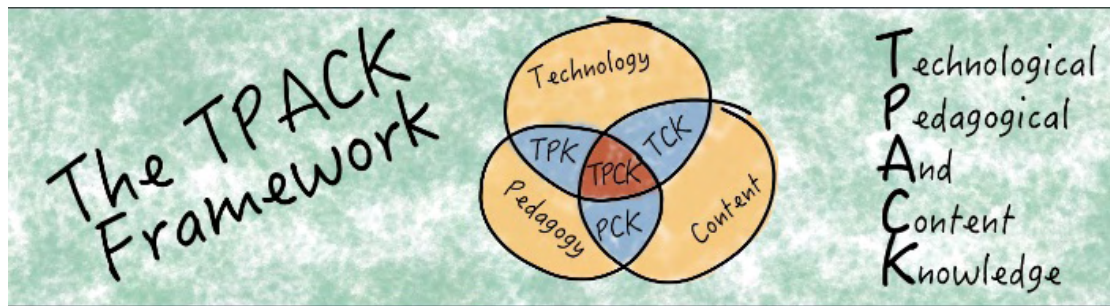 The TPACK
Framework
Technology
TPK
TCK
TPCK
Pedagogy
PCK
Content
Technological
Pedagogical
And
Content
Knowledge